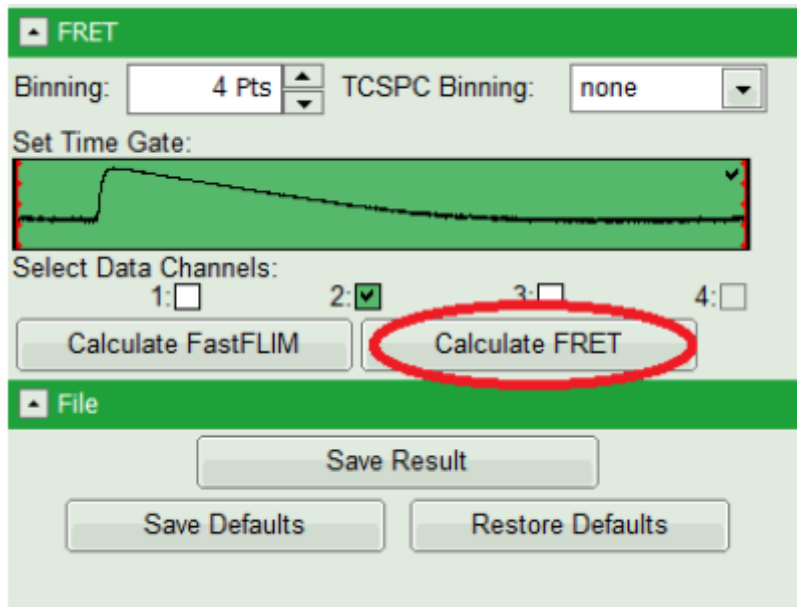 FRET
Binning: 4 Pts TCSPC Binning: none
Set Time Gate:
Select Data Channels:
1: 2: 3: 4:
Calculate FastFLIM Calculate FRET
File
Save Result
Save Defaults Restore Defaults